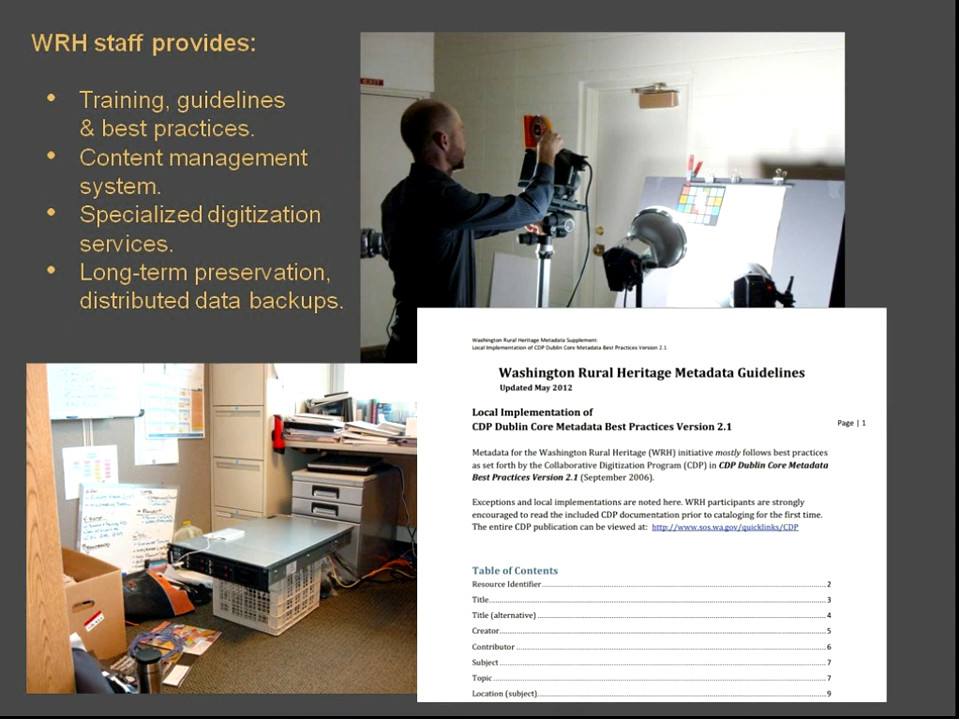 WRH staff provides:
• Training, guidelines
& best practices.
• Content management
system.
• Specialized digitization
services.
• Long-term preservation,
distributed data backups.
EXIT
Washington Rural Heritage Metadata Supplement:
Local Implementation of CDP Dublin Core Metadata Best Practices Version 2.1
Washington Rural Heritage Metadata Guidelines
Updated May 2012
Local Implementation of
CDP Dublin Core Metadata Best Practices Version 2.1
Page | 1
Metadata for the Washington Rural Heritage (WRH) initiative mostly follows best practices
as set forth by the Collaborative Digitization Program (CDP) in CDP Dublin Core Metadata
Best Practices Version 2.1 (September 2006).
Exceptions and local implementations are noted here. WRH participants are strongly
encouraged to read the included CDP documentation prior to cataloging for the first time.
The entire CDP publication can be viewed at: http://www.sos.wa.gov/quicklinks/CDP
Table of Contents
Resource Identifier 2
Title 3
Title (alternative) 4
Creator 5
Contributor 6
Subject 7
Topic 7
Location (subject) 9